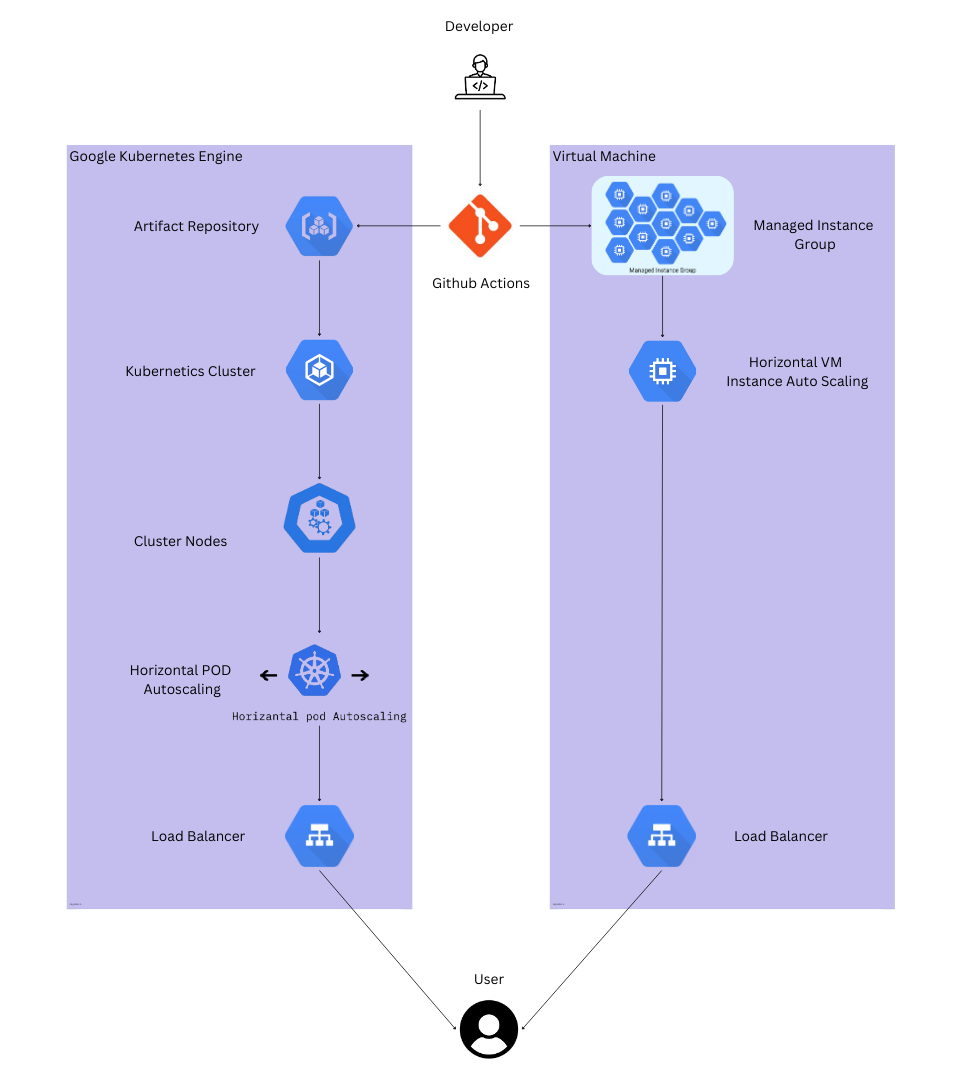 Developer
Google Kubernetes Engine
Virtual Machine
Artifact Repository
Github Actions
Managed Instance Group
Managed Instance
Group
Kubernetics Cluster
Horizontal VM
Instance Auto Scaling
Cluster Nodes
Horizontal POD
Autoscaling
Horizantal pod Autoscaling
Load Balancer
Load Balancer
User